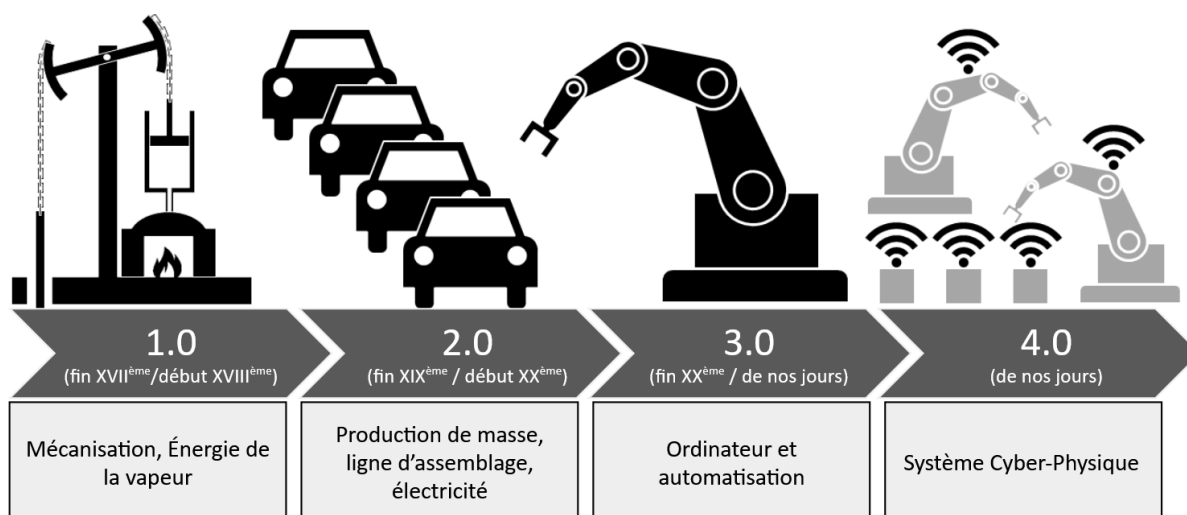 1.0
(fin XVIIème/début XVIIIème)
2.0
(fin XIXème / début XXème)
3.0
(fin XXème / de nos jours)
4.0
(de nos jours)
Mécanisation, Énergie de
la vapeur
Production de masse,
ligne d’assemblage,
électricité
Ordinateur et
automatisation
Système Cyber-Physique